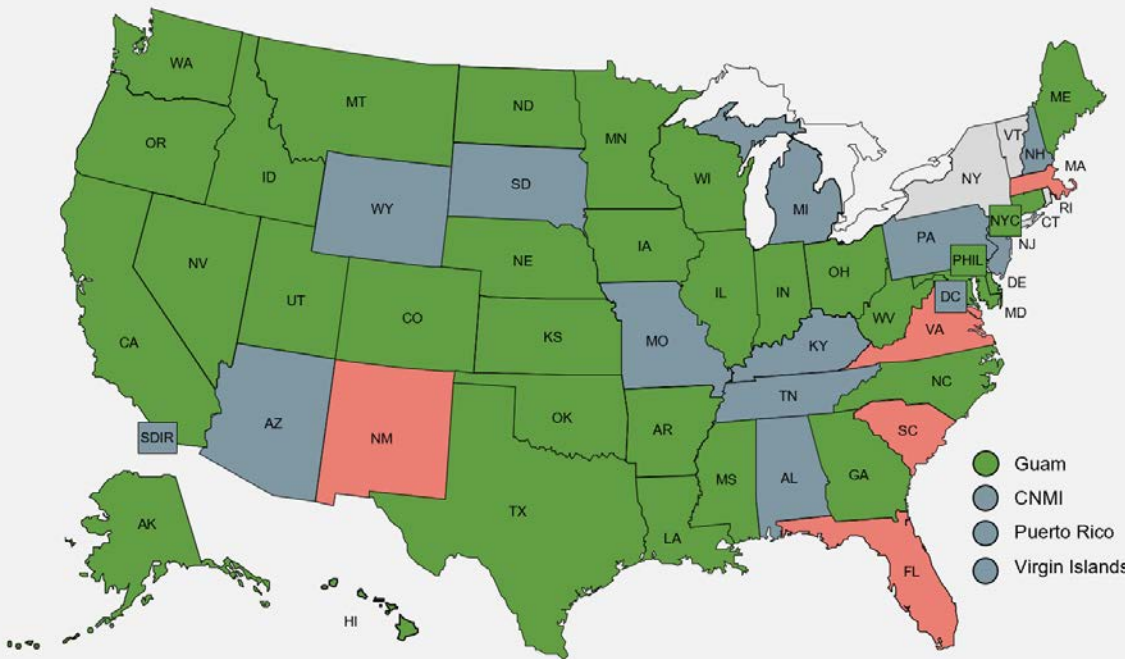 WA
MT
ND
MN
ME
OR
ID
WY
SD
WI
MI
NY
VT
NH
MA
RI
CT
NYC
NJ
PA
PHIL
DE
MD
DC
NV
UT
CO
NE
IA
IL
IN
OH
WV
VA
CA
KS
MO
KY
NC
TN
SC
SDIR
AZ
NM
OK
AR
MS
AL
GA
TX
LA
FL
AK
HI
Guam
CNMI
Puerto Rico
Virgin Islands